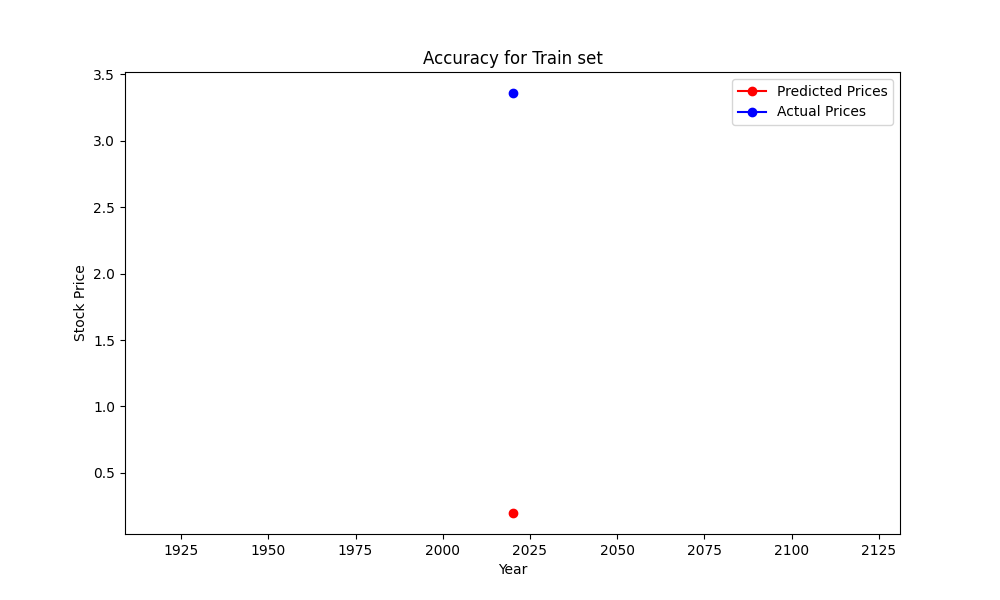 Accuracy for Train set
Predicted Prices
Actual Prices
3.5
3.0
2.5
2.0
1.5
1.0
0.5
Stock Price
1925 1950 1975 2000 2025 2050 2075 2100 2125
Year